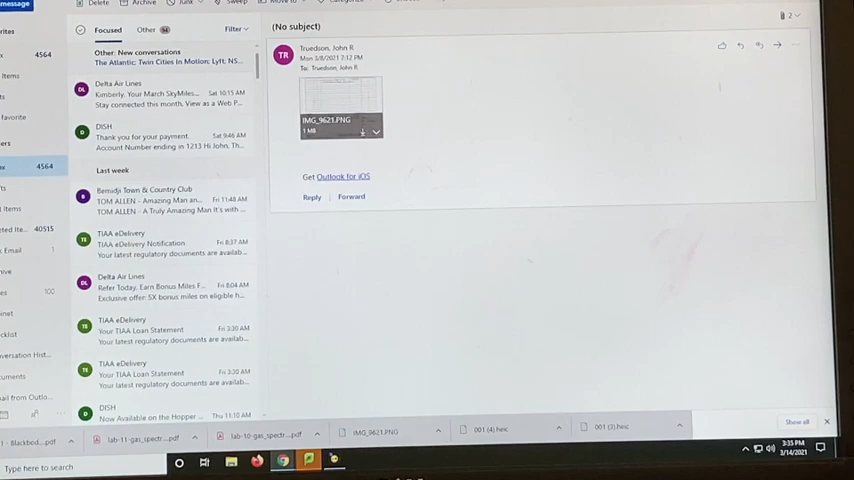 message
Delete
Archive
Junk
Sweep
Move to
Focused
Other
Filter
(No subject)
2
4564
Items
favorite
4564
Items
40515
Email
1
100
Other: New conversations
The Atlantic; Twin Cities In Motion; Lyft; NS...
DL
Delta Air Lines
Kimberly, Your March SkyMiles...
Sat 10:15 AM
Stay connected this month. View as a Web P...
D
DISH
Thank you for your payment.
Sat 9:46 AM
Account Number ending in 1213 Hi John, Th...
Last week
B
Bemidji Town & Country Club
TOM ALLEN - Amazing Man an...
Fri 11:48 AM
TOM ALLEN - A Truly Amazing Man It's with ...
TE
TIAA eDelivery
TIAA eDelivery Notification
Fri 8:37 AM
Your latest regulatory documents are availab...
DL
Delta Air Lines
Refer Today. Earn Bonus Miles F...
Fri 8:04 AM
Exclusive offer: 5X bonus miles on eligible h...
TE
TIAA eDelivery
Your TIAA Loan Statement
Fri 3:30 AM
Your latest regulatory documents are availab...
TE
TIAA eDelivery
Your TIAA Loan Statement
Fri 3:30 AM
Your latest regulatory documents are availab...
D
DISH
Now Available on the Hopper ...
Thu 11:10 AM
TR
Truedson, John R
Mon 3/8/2021 7:12 PM
To: Truedson, John R
IMG_9621.PNG
1 MB
Get Outlook for iOS
Reply
Forward
1 - Blackbod....pdf
lab-11-gas_spectr....pdf
lab-10-gas_spectr....pdf
IMG_9621.PNG
001 (4).heic
001 (3).heic
Show all
Type here to search
3:35 PM
3/14/2021